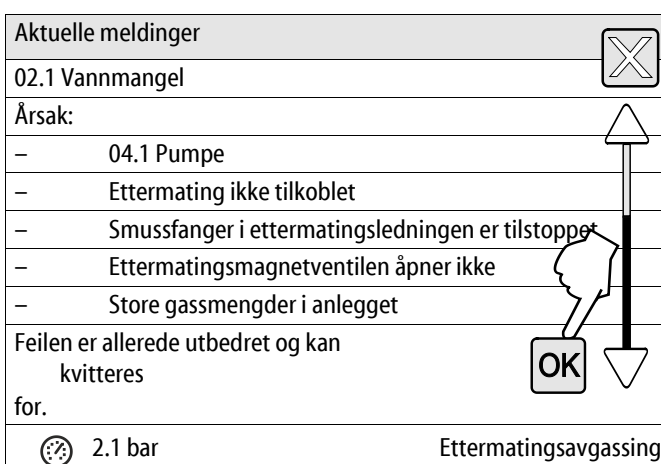 Aktuelle meldinger
02.1 Vannmangel
Årsak:
– 04.1 Pumpe
– Ettermating ikke tilkoblet
– Smussfanger i ettermatingsledningen er tilstoppet
– Ettermatingsmagnetventilen åpner ikke
– Store gassmengder i anlegget
Feilen er allerede utbedret og kan
kvitteres
for.
OK
2.1 bar Ettermatingsavgassing